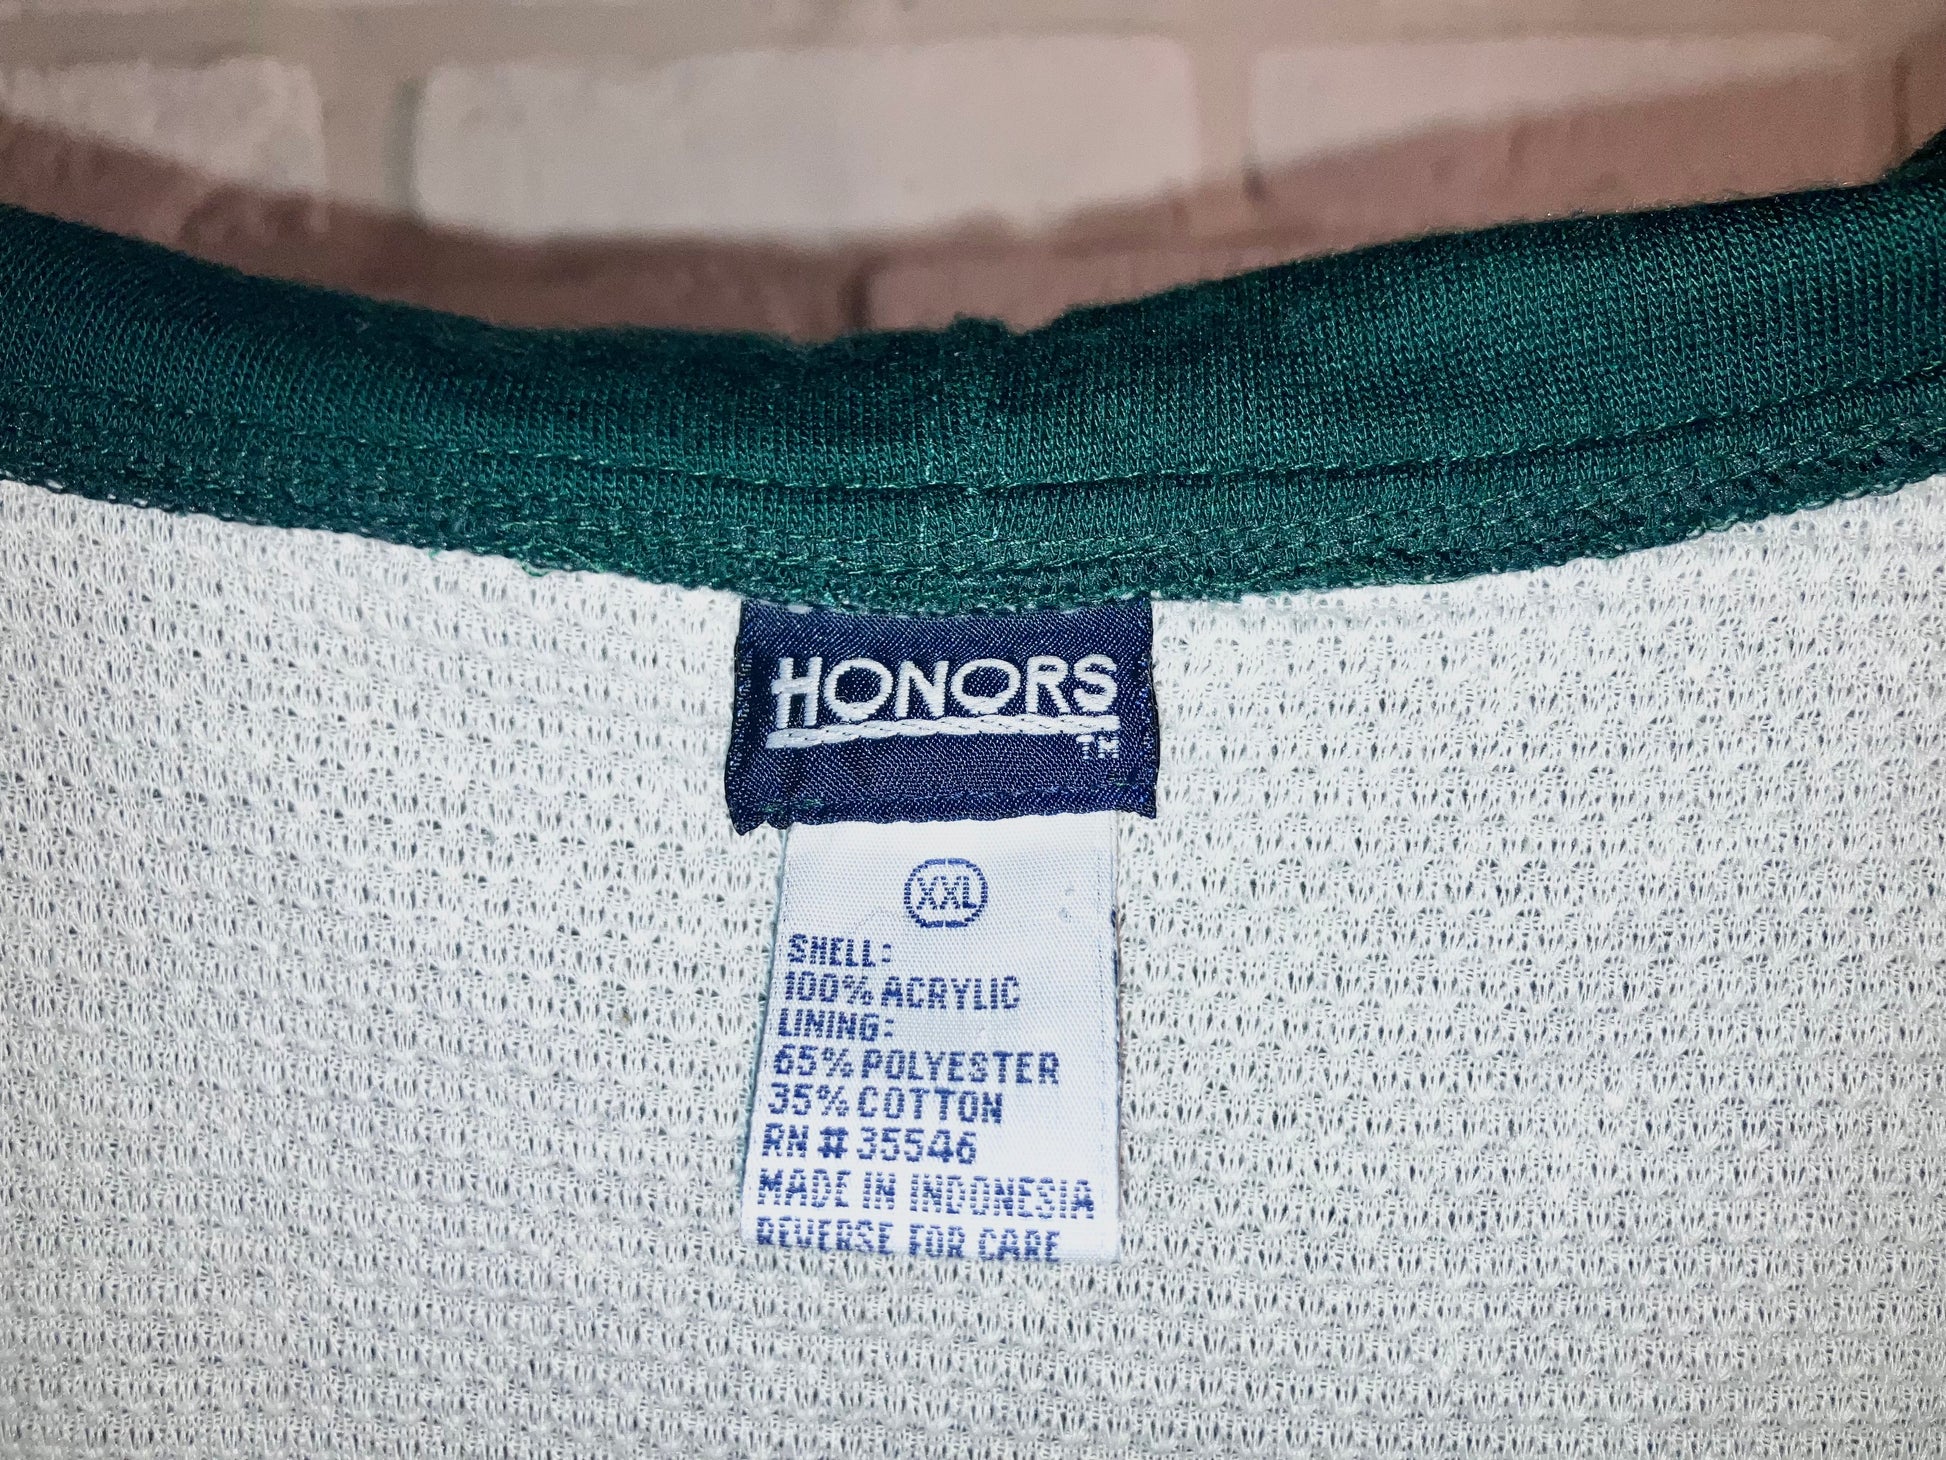 HONORS
TM
XXL
SHELL:
100% ACRYLIC
LINING:
65% POLYESTER
35% COTTON
RN # 35546
MADE IN INDONESIA
REVERSE FOR CARE